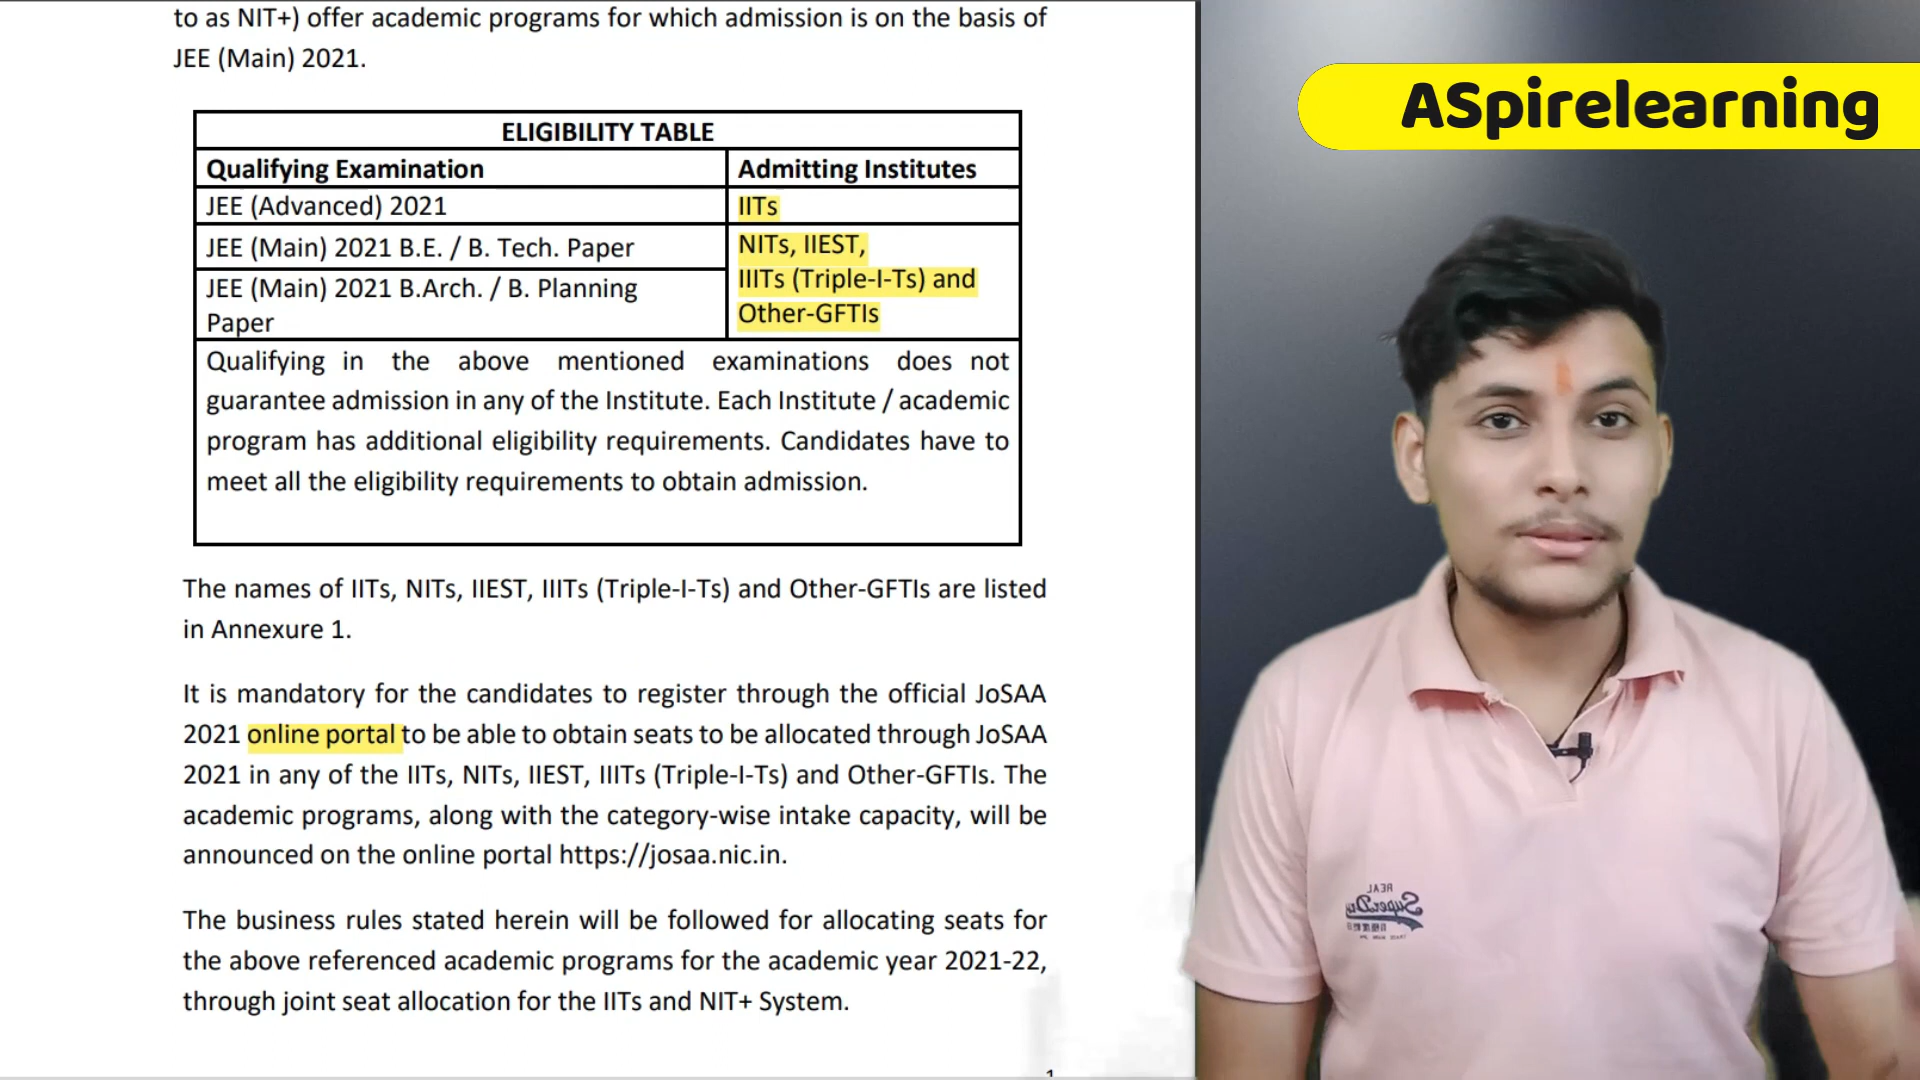 to as NIT+) offer academic programs for which admission is on the basis of
JEE (Main) 2021.
ELIGIBILITY TABLE
Qualifying Examination
Admitting Institutes
JEE (Advanced) 2021
IITs
JEE (Main) 2021 B.E. / B. Tech. Paper
JEE (Main) 2021 B.Arch. / B. Planning
Paper
NITs, IIEST,
IIITs (Triple-I-Ts) and
Other-GFTIs
Qualifying in the above mentioned examinations does not
guarantee admission in any of the Institute. Each Institute / academic
program has additional eligibility requirements. Candidates have to
meet all the eligibility requirements to obtain admission.
The names of IITs, NITs, IIEST, IIITs (Triple-I-Ts) and Other-GFTIs are listed
in Annexure 1.
It is mandatory for the candidates to register through the official JoSAA
2021 online portal to be able to obtain seats to be allocated through JoSAA
2021 in any of the IITs, NITs, IIEST, IIITs (Triple-I-Ts) and Other-GFTIs. The
academic programs, along with the category-wise intake capacity, will be
announced on the online portal https://josaa.nic.in.
The business rules stated herein will be followed for allocating seats for
the above referenced academic programs for the academic year 2021-22,
through joint seat allocation for the IITs and NIT+ System.
1
ASpirelearning
REAL
SuperDry